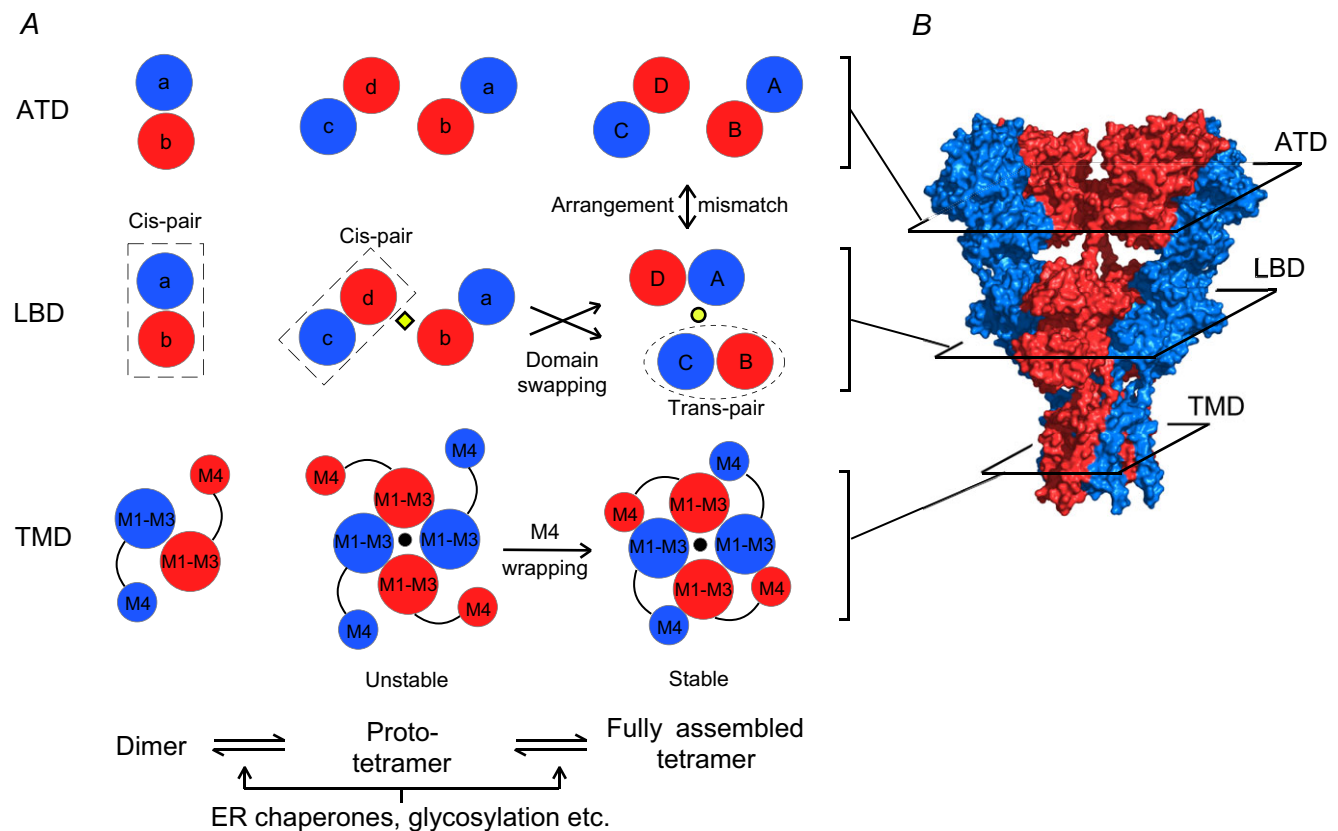 A
B
a
b
d
c
a
b
D
C
A
B
ATD
ATD
Arrangement
mismatch
Cis-pair
Cis-pair
a
b
d
c
a
b
D
A
C
B
LBD
LBD
Domain
swapping
Trans-pair
TMD
TMD
M4
M1-M3
M1-M3
M4
M4
M4
M1-M3
M1-M3
M1-M3
M1-M3
M4
M4
M4
wrapping
M4
M4
M1-M3
M1-M3
M1-M3
M1-M3
M4
M4
Unstable
Stable
Dimer
Proto-
tetramer
Fully assembled
tetramer
ER chaperones, glycosylation etc.